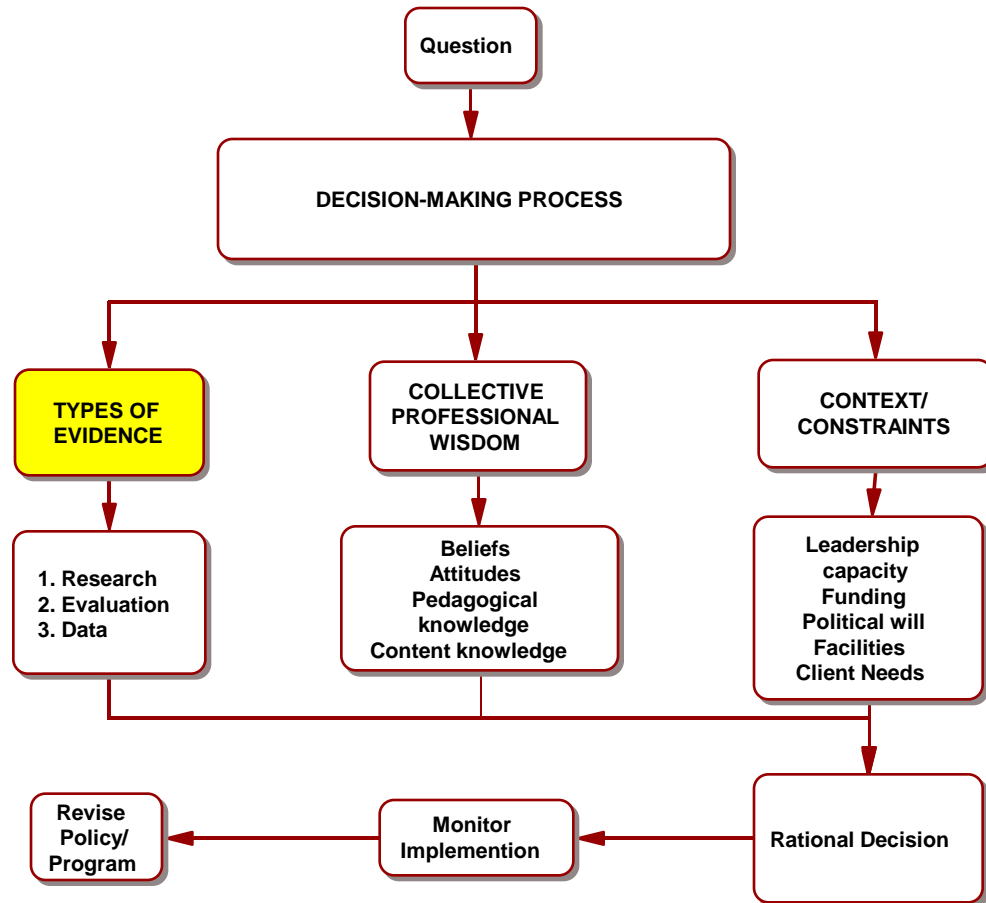 Question
DECISION-MAKING PROCESS
TYPES OF
EVIDENCE
COLLECTIVE
PROFESSIONAL
WISDOM
CONTEXT/
CONSTRAINTS
1. Research
2. Evaluation
3. Data
Beliefs
Attitudes
Pedagogical
knowledge
Content knowledge
Leadership
capacity
Funding
Political will
Facilities
Client Needs
Revise
Policy/
Program
Monitor
Implemention
Rational Decision